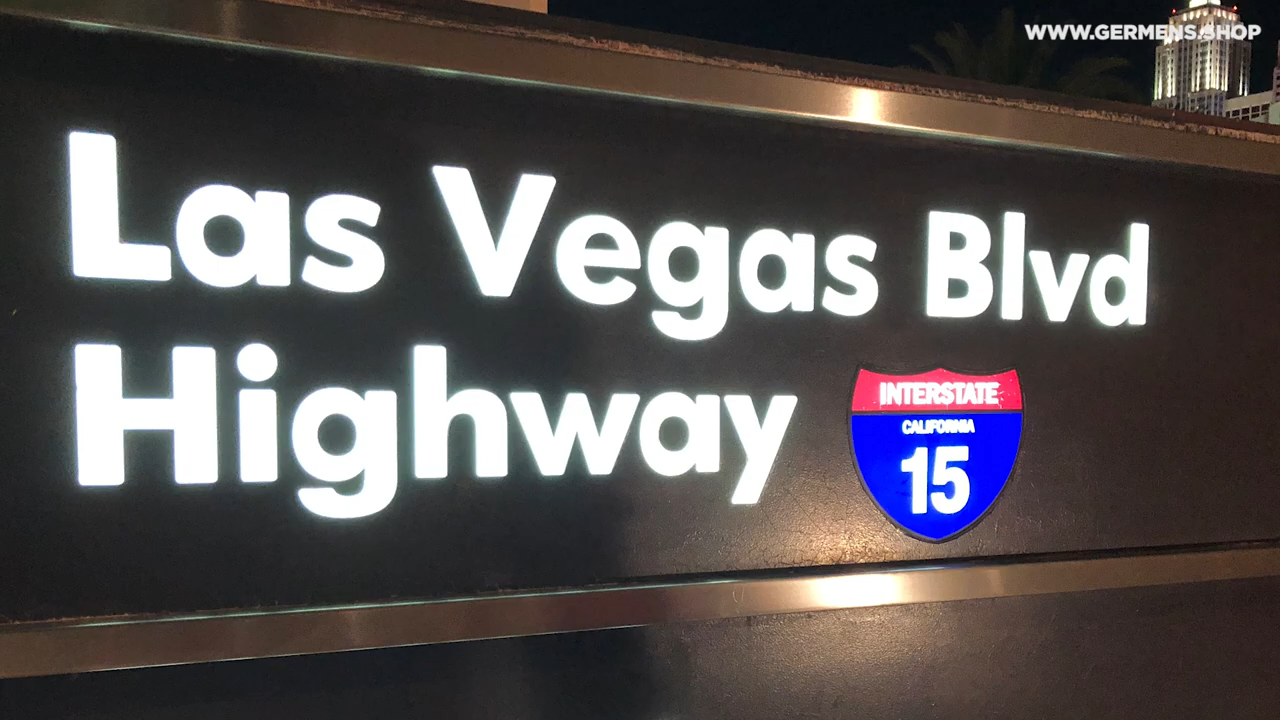 WWW.GERMENS.SHOP
Las Vegas Blvd
Highway
INTERSTATE
CALIFORNIA
15